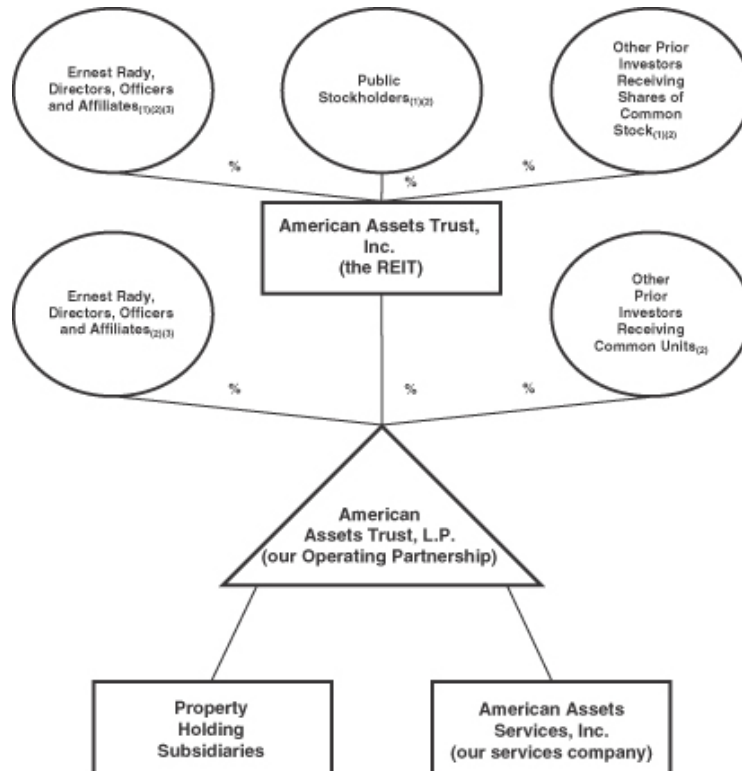 Ernest Rady,
Directors, Officers
and Affiliates(1)(2)(3)
Public
Stockholders(1)(2)
Other Prior
Investors
Receiving
Shares of
Common
Stock(1)(2)
%
%
%
American Assets Trust,
Inc.
(the REIT)
Ernest Rady,
Directors, Officers
and Affiliates(2)(3)
Other
Prior
Investors
Receiving
Common Units(2)
%
%
%
American
Assets Trust, L.P.
(our Operating Partnership)
Property
Holding
Subsidiaries
American Assets
Services, Inc.
(our services company)